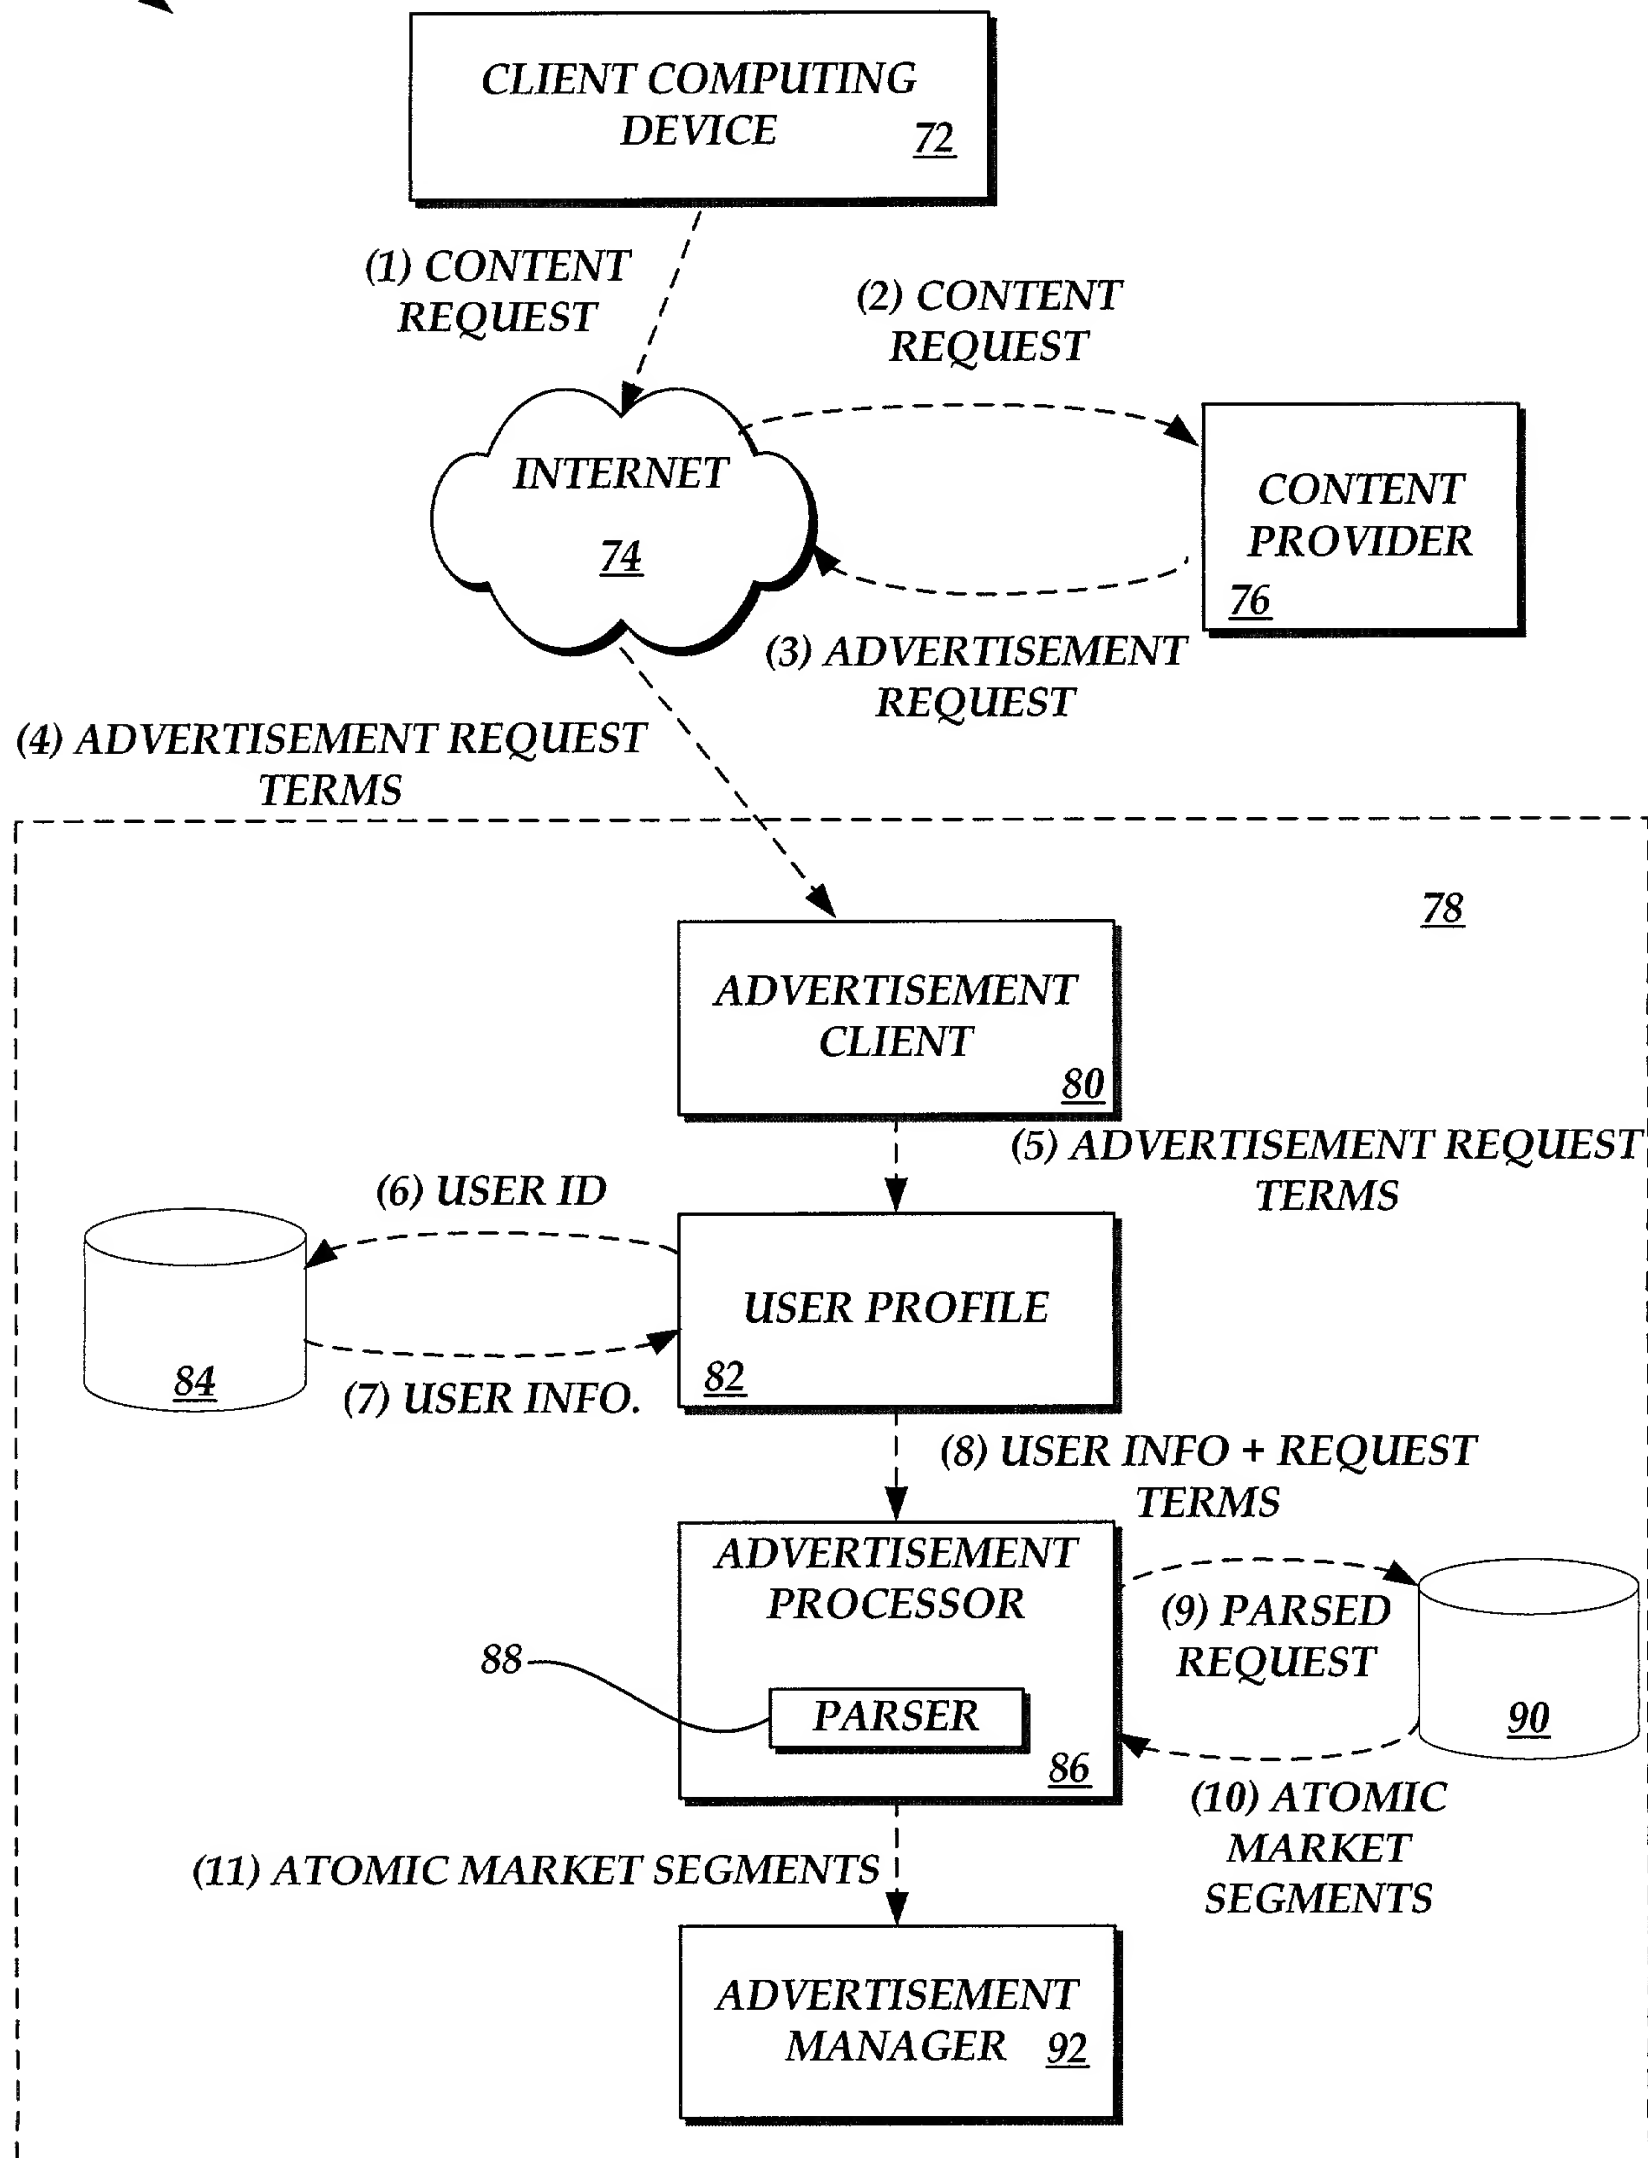 CLIENT COMPUTING
DEVICE
72
(1) CONTENT
REQUEST
(2) CONTENT
REQUEST
INTERNET
74
CONTENT
PROVIDER
76
(3) ADVERTISEMENT
REQUEST
(4) ADVERTISEMENT REQUEST
TERMS
78
ADVERTISEMENT
CLIENT
80
(5) ADVERTISEMENT REQUEST
TERMS
(6) USER ID
84
USER PROFILE
82
(7) USER INFO.
(8) USER INFO + REQUEST
TERMS
ADVERTISEMENT
PROCESSOR
88
PARSER
86
(9) PARSED
REQUEST
90
(10) ATOMIC
MARKET
SEGMENTS
(11) ATOMIC MARKET SEGMENTS
ADVERTISEMENT
MANAGER 92